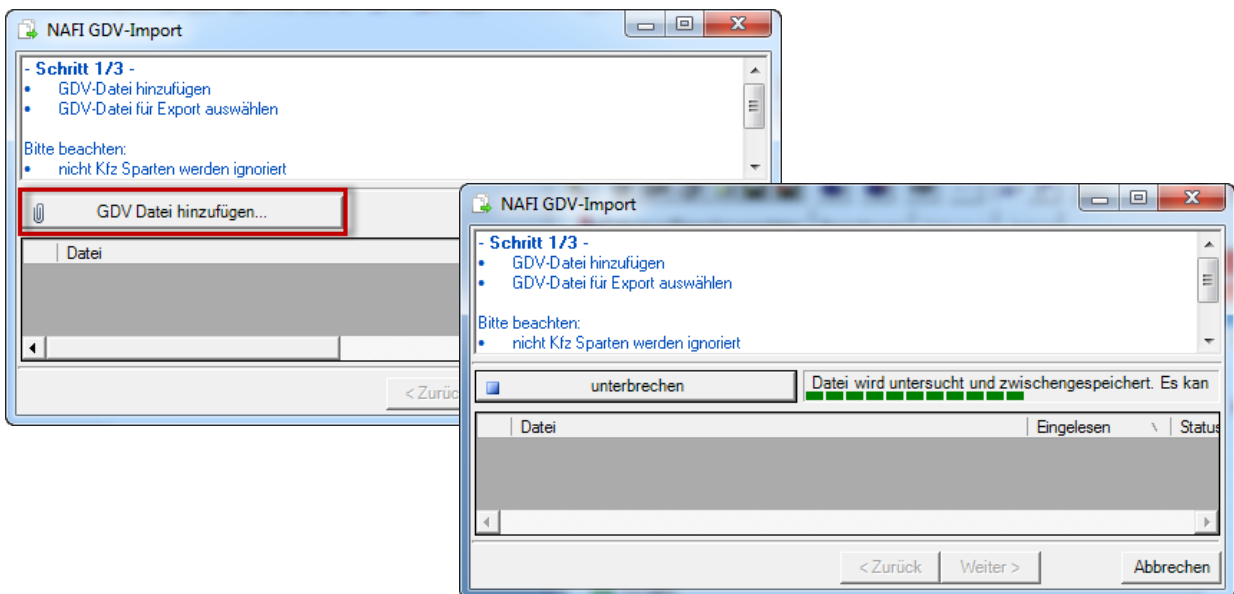 NAFI GDV-Import
- Schritt 1/3 -
• GDV-Datei hinzufügen
• GDV-Datei für Export auswählen
Bitte beachten:
• nicht Kfz Sparten werden ignoriert
GDV Datei hinzufügen...
Datei
< Zurüc
NAFI GDV-Import
- Schritt 1/3 -
• GDV-Datei hinzufügen
• GDV-Datei für Export auswählen
Bitte beachten:
• nicht Kfz Sparten werden ignoriert
unterbrechen
Datei wird untersucht und zwischengespeichert. Es kan
Datei Eingelesen Status
< Zurück Weiter > Abbrechen